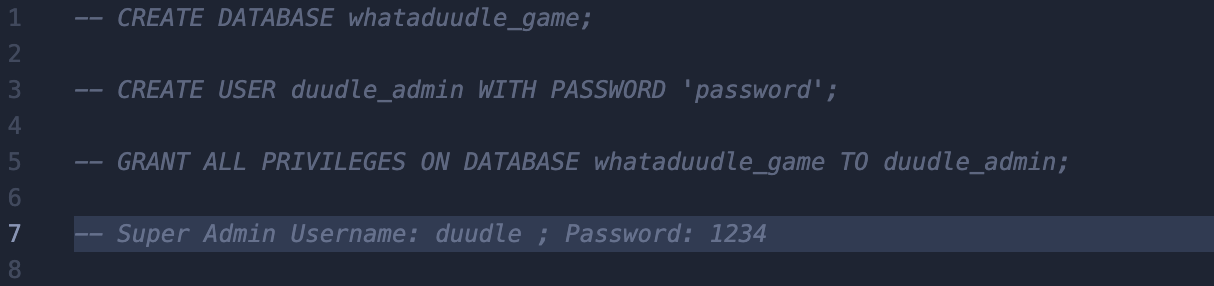 1 -- CREATE DATABASE whataduudle_game;
2
3 -- CREATE USER duudle_admin WITH PASSWORD 'password';
4
5 -- GRANT ALL PRIVILEGES ON DATABASE whataduudle_game TO duudle_admin;
6
7 -- Super Admin Username: duudle ; Password: 1234
8